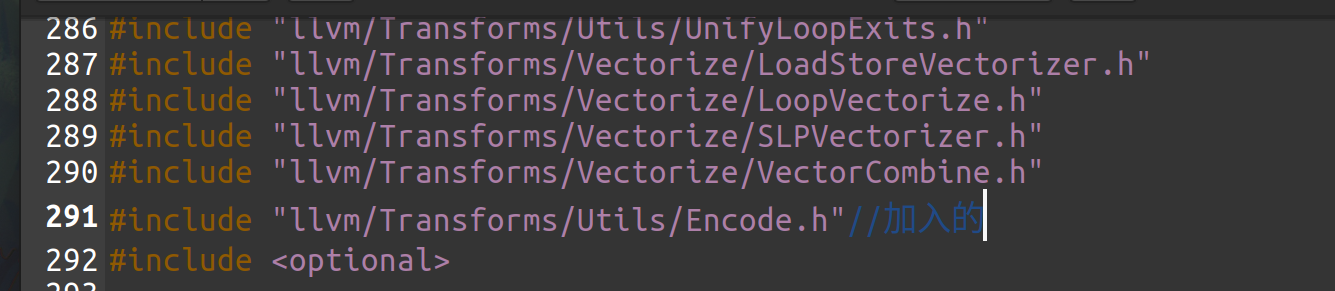 286 #include "llvm/Transforms/Utils/UnifyLoopExits.h"
287 #include "llvm/Transforms/Vectorize/LoadStoreVectorizer.h"
288 #include "llvm/Transforms/Vectorize/LoopVectorize.h"
289 #include "llvm/Transforms/Vectorize/SLPVectorizer.h"
290 #include "llvm/Transforms/Vectorize/VectorCombine.h"
291 #include "llvm/Transforms/Utils/Encode.h"//加入的
292 #include <optional>
293